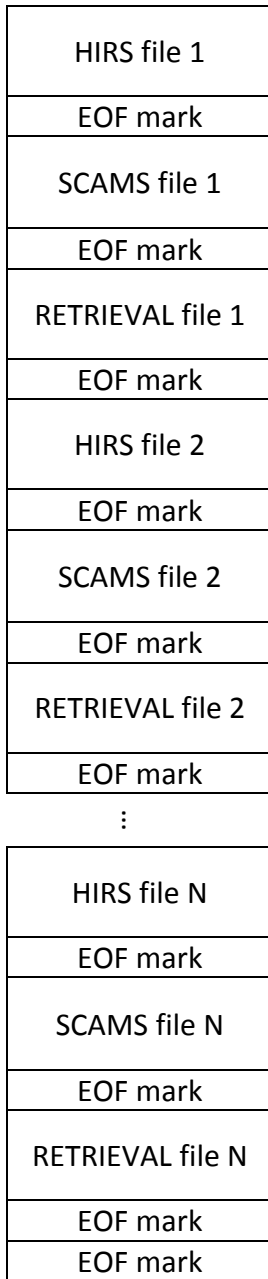 HIRS file 1
EOF mark
SCAMS file 1
EOF mark
RETRIEVAL file 1
EOF mark
HIRS file 2
EOF mark
SCAMS file 2
EOF mark
RETRIEVAL file 2
EOF mark
⋮
HIRS file N
EOF mark
SCAMS file N
EOF mark
RETRIEVAL file N
EOF mark
EOF mark